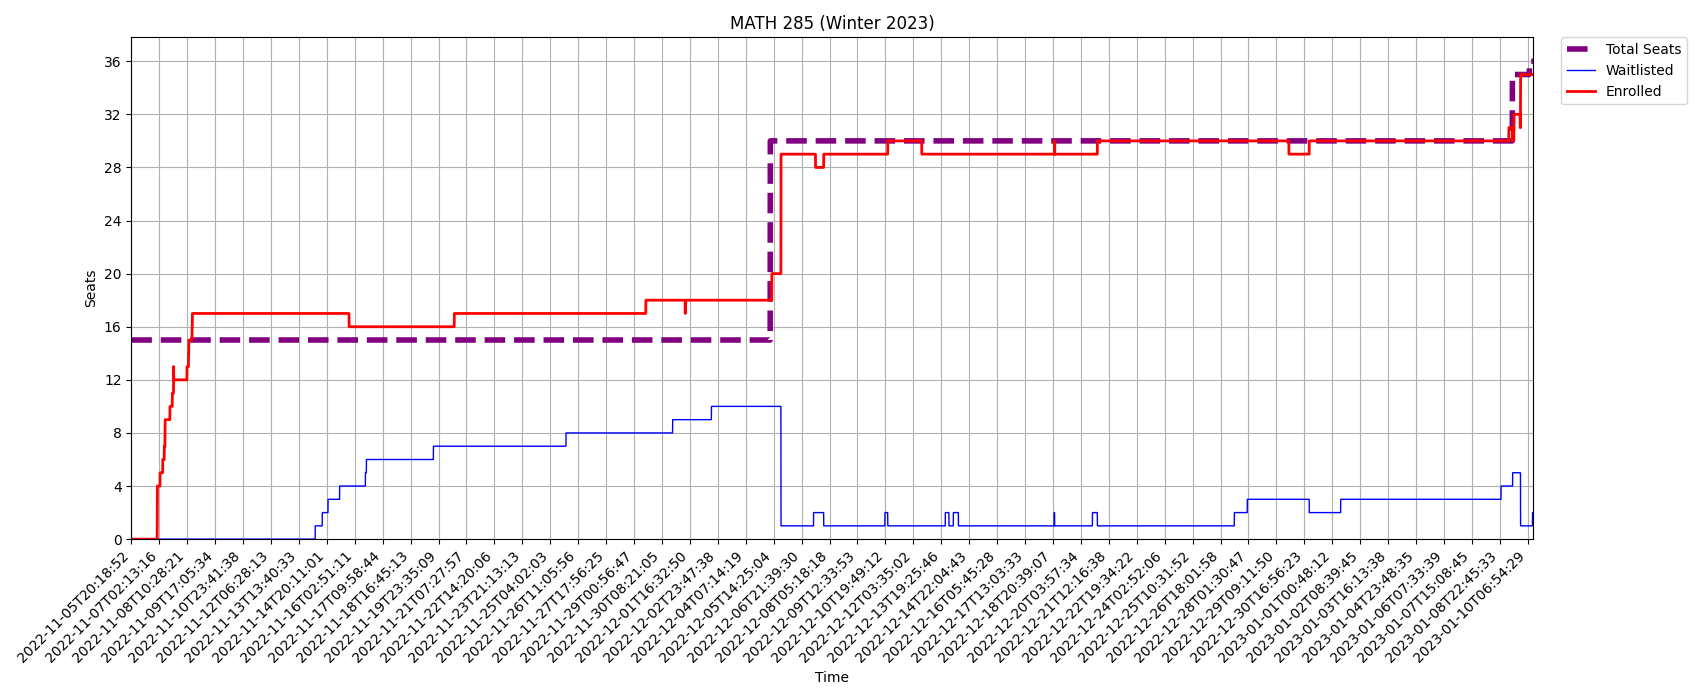 MATH 285 (Winter 2023)
Total Seats
Waitlisted
Enrolled
Seats
36
32
28
24
20
16
12
8
4
0
2022-11-05T20:18:52
2022-11-07T02:13:16
2022-11-08T10:28:21
2022-11-09T17:05:34
2022-11-10T23:41:38
2022-11-12T06:28:13
2022-11-13T13:40:33
2022-11-14T20:11:01
2022-11-16T02:51:11
2022-11-17T09:58:44
2022-11-18T16:45:13
2022-11-19T23:35:09
2022-11-21T07:27:57
2022-11-22T14:20:06
2022-11-23T21:13:13
2022-11-25T04:02:03
2022-11-26T11:05:56
2022-11-27T17:56:25
2022-11-29T00:56:47
2022-11-30T08:21:05
2022-12-01T16:32:50
2022-12-02T23:47:38
2022-12-04T07:14:19
2022-12-05T14:25:04
2022-12-06T21:39:30
2022-12-08T05:18:18
2022-12-09T12:33:53
2022-12-10T19:49:12
2022-12-12T03:35:02
2022-12-13T19:25:46
2022-12-14T22:04:43
2022-12-16T05:45:28
2022-12-17T13:03:33
2022-12-18T20:39:07
2022-12-20T03:57:34
2022-12-21T12:16:38
2022-12-22T19:34:22
2022-12-24T02:52:06
2022-12-25T10:31:52
2022-12-26T18:01:58
2022-12-28T01:30:47
2022-12-29T09:11:50
2022-12-30T16:56:23
2023-01-01T00:48:12
2023-01-02T08:39:45
2023-01-03T16:13:38
2023-01-04T23:48:35
2023-01-06T07:33:39
2023-01-07T15:08:45
2023-01-08T22:45:33
2023-01-10T06:54:29
Time